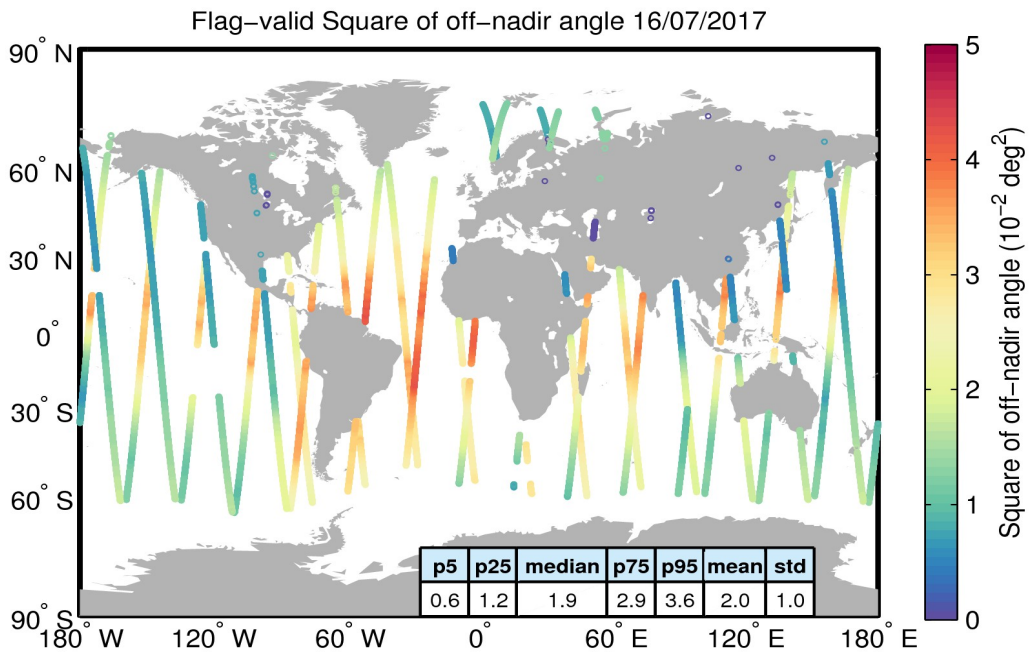 Flag−valid Square of off−nadir angle 16/07/2017
90° N
60° N
30° N
0°
30° S
60° S
90° S
180° W
120° W
60° W
0°
60° E
120° E
180° E
p5 p25 median p75 p95 mean std
0.6 1.2 1.9 2.9 3.6 2.0 1.0
5
4
3
2
1
0
Square of off−nadir angle (10⁻² deg²)